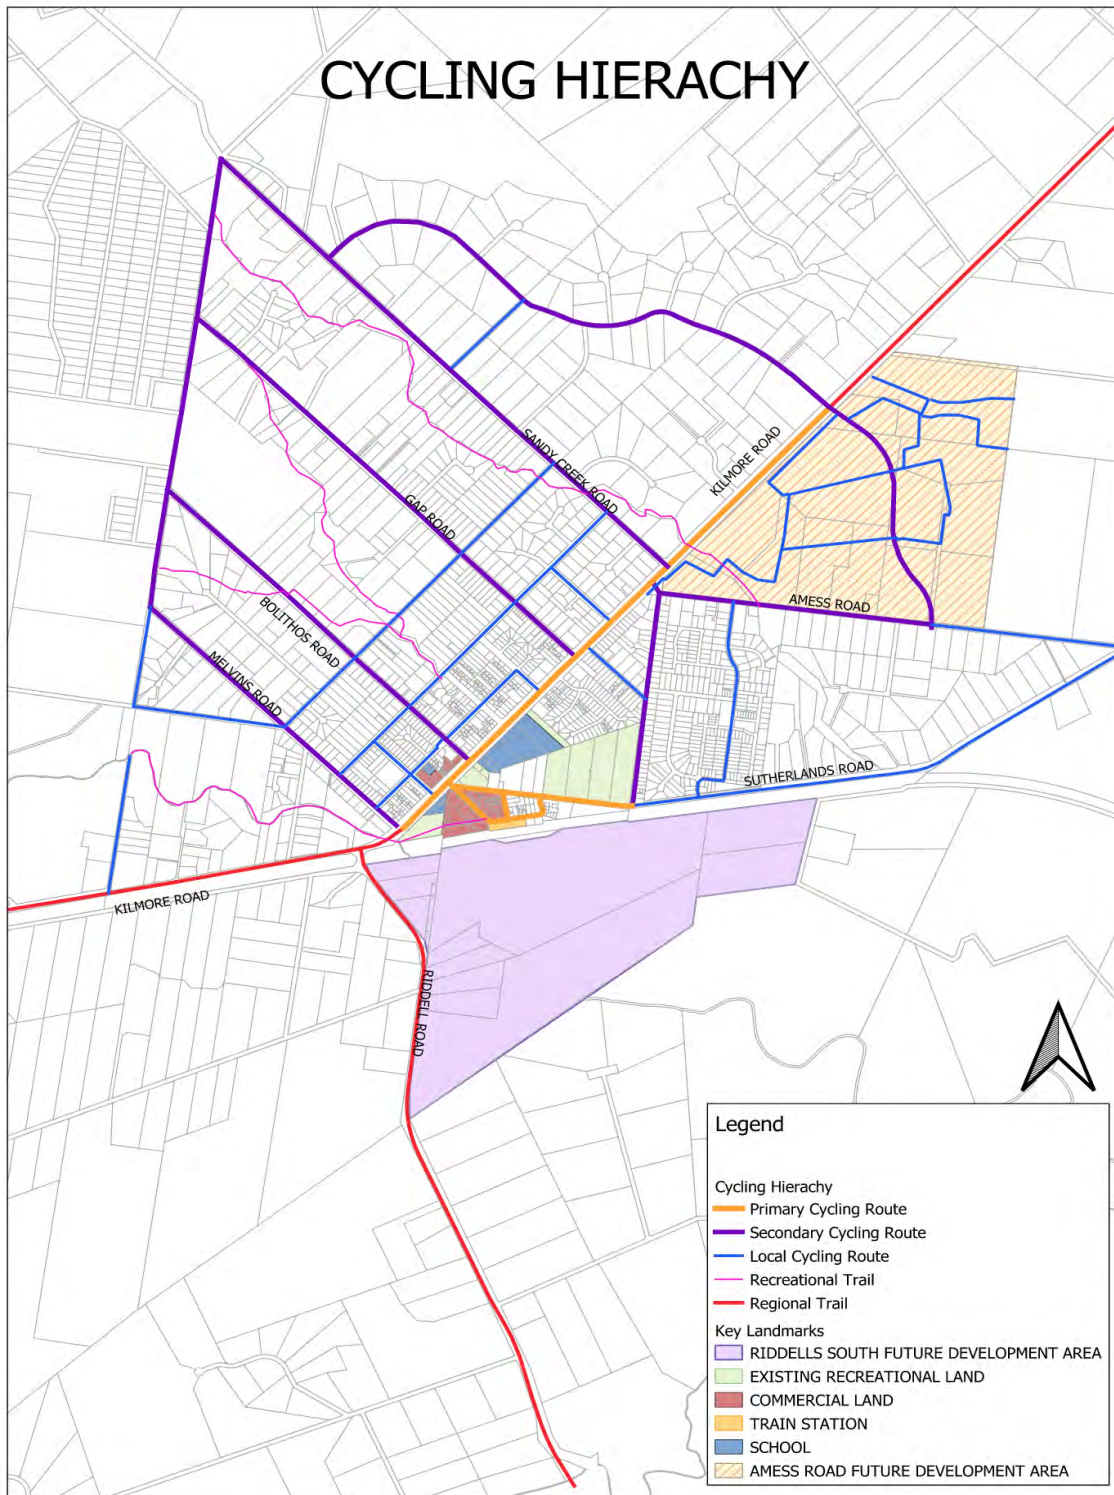 CYCLING HIERACHY
KILMORE ROAD
SANDY CREEK ROAD
GAP ROAD
AMESS ROAD
BOLITHOS ROAD
MELVINS ROAD
SUTHERLANDS ROAD
KILMORE ROAD
RIDDELL ROAD
Legend
Cycling Hierachy
Primary Cycling Route
Secondary Cycling Route
Local Cycling Route
Recreational Trail
Regional Trail
Key Landmarks
RIDDELLS SOUTH FUTURE DEVELOPMENT AREA
EXISTING RECREATIONAL LAND
COMMERCIAL LAND
TRAIN STATION
SCHOOL
AMESS ROAD FUTURE DEVELOPMENT AREA